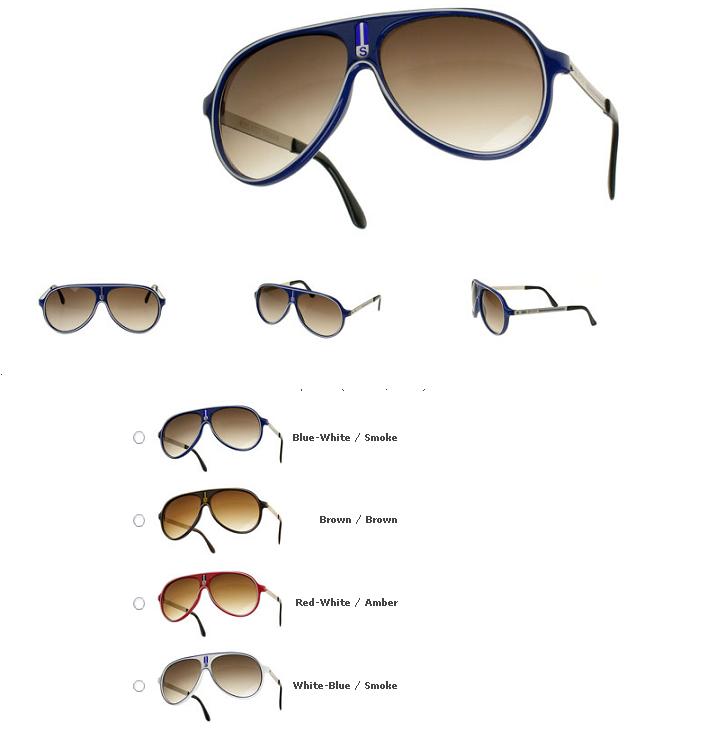 S
Blue-White / Smoke
Brown / Brown
Red-White / Amber
White-Blue / Smoke